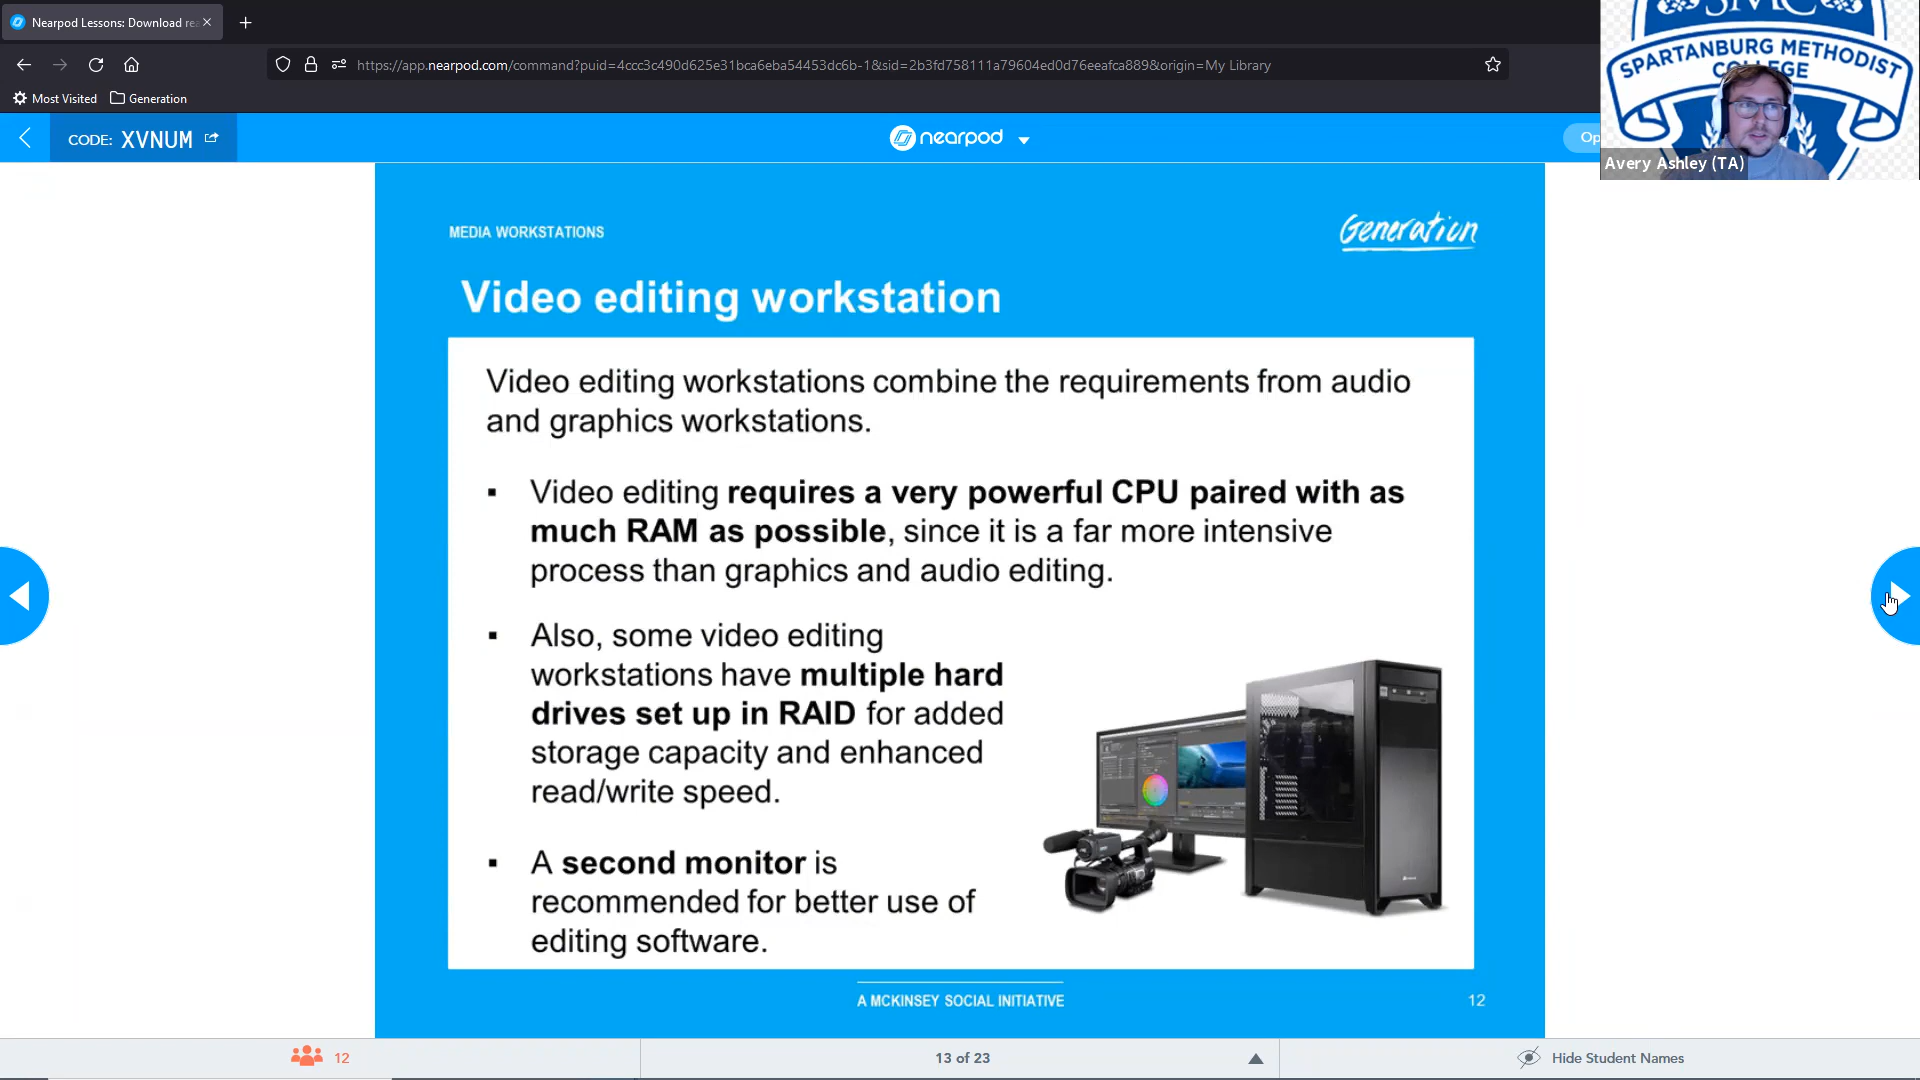 Nearpod Lessons: Download rea
https://app.nearpod.com/command?puid=4ccc3c490d625e31bca6eba54453dc6b-1&sid=2b3fd758111a79604ed0d76eeafca889&origin=My Library
Most Visited
Generation
SMC
SPARTANBURG METHODIST
COLLEGE
Avery Ashley (TA)
CODE: XVNUM
nearpod
Op
MEDIA WORKSTATIONS
Generation
Video editing workstation
Video editing workstations combine the requirements from audio
and graphics workstations.
▪ Video editing requires a very powerful CPU paired with as
much RAM as possible, since it is a far more intensive
process than graphics and audio editing.
▪ Also, some video editing
workstations have multiple hard
drives set up in RAID for added
storage capacity and enhanced
read/write speed.
▪ A second monitor is
recommended for better use of
editing software.
A MCKINSEY SOCIAL INITIATIVE
12
12
13 of 23
Hide Student Names